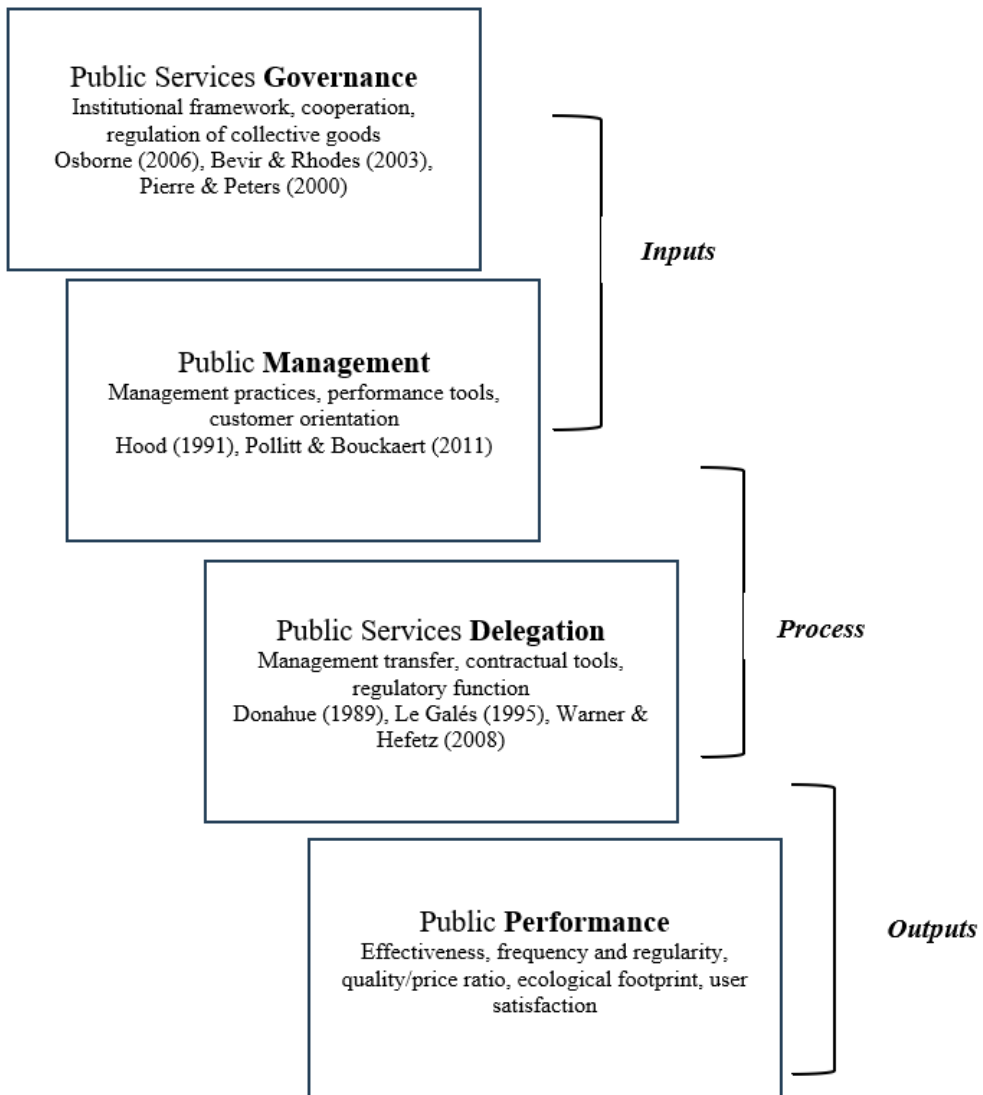 Public Services Governance
Institutional framework, cooperation,
regulation of collective goods
Osborne (2006), Bevir & Rhodes (2003),
Pierre & Peters (2000)
Inputs
Public Management
Management practices, performance tools,
customer orientation
Hood (1991), Pollitt & Bouckaert (2011)
Public Services Delegation
Management transfer, contractual tools,
regulatory function
Donahue (1989), Le Galés (1995), Warner &
Hefetz (2008)
Process
Public Performance
Effectiveness, frequency and regularity,
quality/price ratio, ecological footprint, user
satisfaction
Outputs